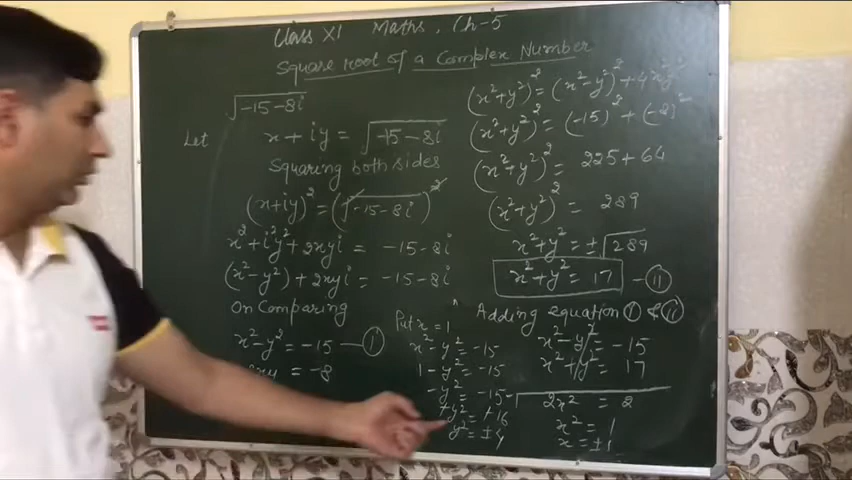 Class XI Maths, Ch-5
Square root of a Complex Number
√-15-8i
Let x+iy = √-15-8i
Squaring both sides
(x+iy)² = (√-15-8i)²
x²+i²y²+2xyi = -15-8i
(x²-y²)+2xyi = -15-8i
On Comparing
x²-y² = -15 — I
2xy = -8
Put x = 1
x²-y² = -15
1-y² = -15
-y² = -15-
+y² = +16
y² = ±4
(x²+y²)² = (x²-y²)²+4x²y²
(x²+y²)² = (-15)²+(-8)²
(x²+y²)² = 225+64
(x²+y²)² = 289
x²+y² = ±√289
x²+y² = 17 — II
Adding equation I & II
x²-y² = -15
x²+y² = 17
2x² = 2
x² = 1
x = ±1